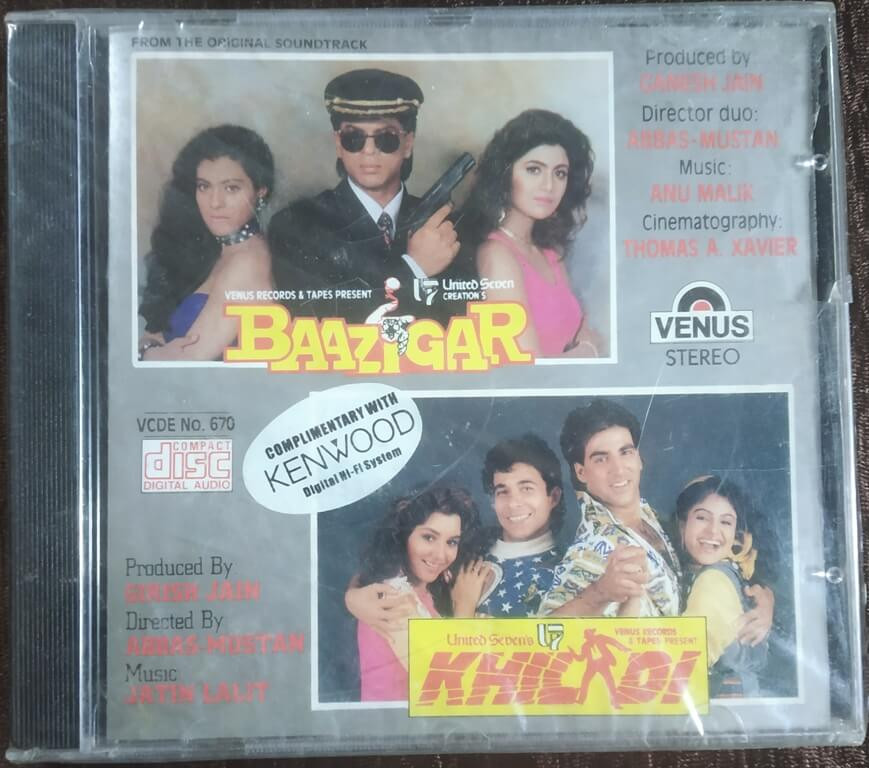 FROM THE ORIGINAL SOUNDTRACK
Produced by
GANESH JAIN
Director duo:
ABBAS-MUSTAN
Music:
ANU MALIK
Cinematography:
THOMAS A. XAVIER
VENUS RECORDS & TAPES PRESENT
United Seven
CREATION'S
BAAZIGAR
VENUS
STEREO
VCDE No. 670
COMPACT
disc
DIGITAL AUDIO
COMPLIMENTARY WITH
KENWOOD
Digital Hi-Fi System
Produced By
GIRISH JAIN
Directed By
ABBAS-MUSTAN
Music
JATIN LALIT
United Seven's
VENUS RECORDS
& TAPES PRESENT
KHILADI